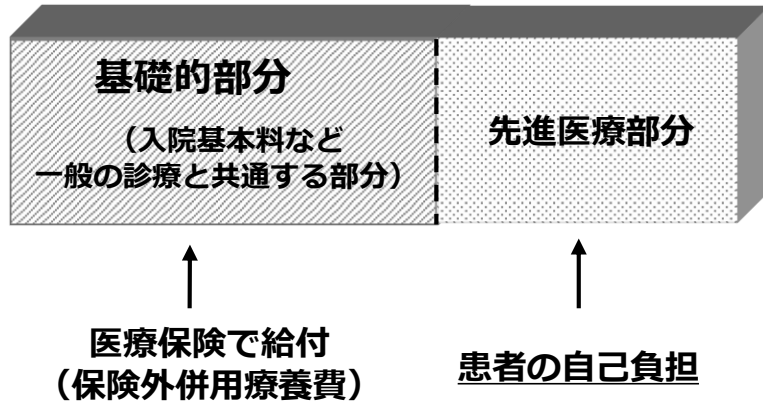 基礎的部分
（入院基本料など
一般の診療と共通する部分）
先進医療部分
医療保険で給付
（保険外併用療養費）
患者の自己負担